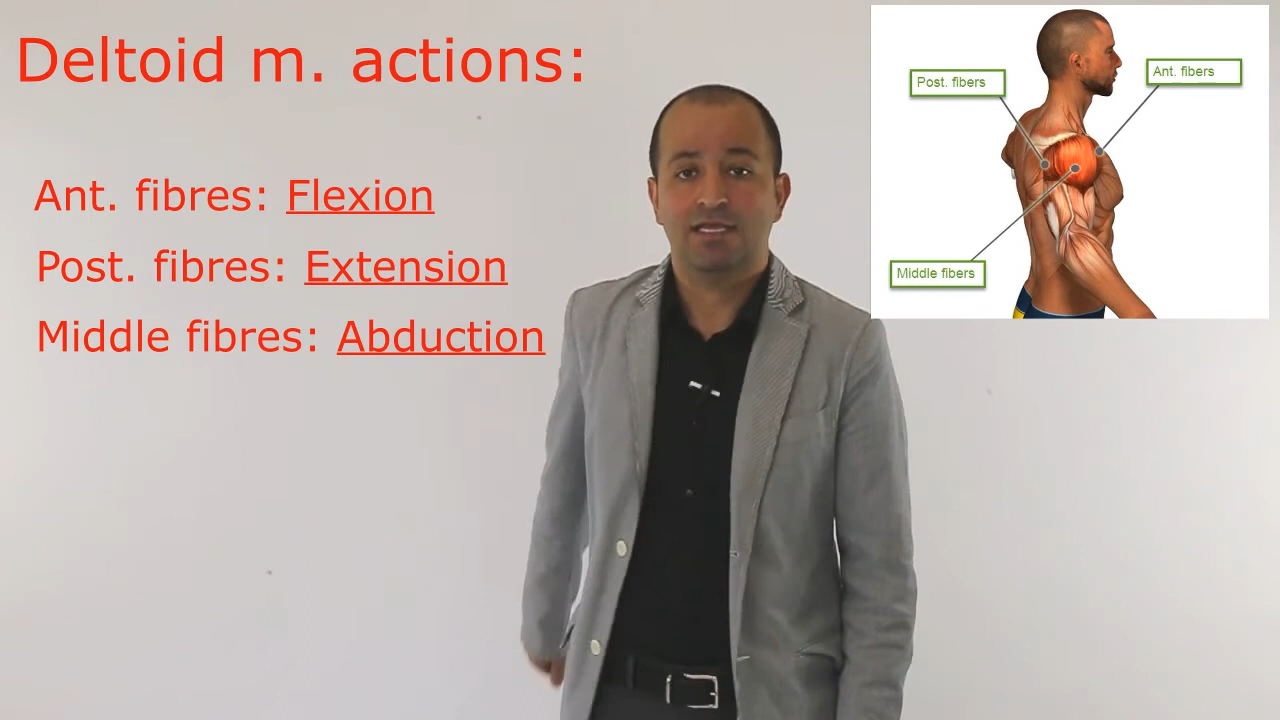 Deltoid m. actions:
Ant. fibres: Flexion
Post. fibres: Extension
Middle fibres: Abduction
Post. fibers
Ant. fibers
Middle fibers